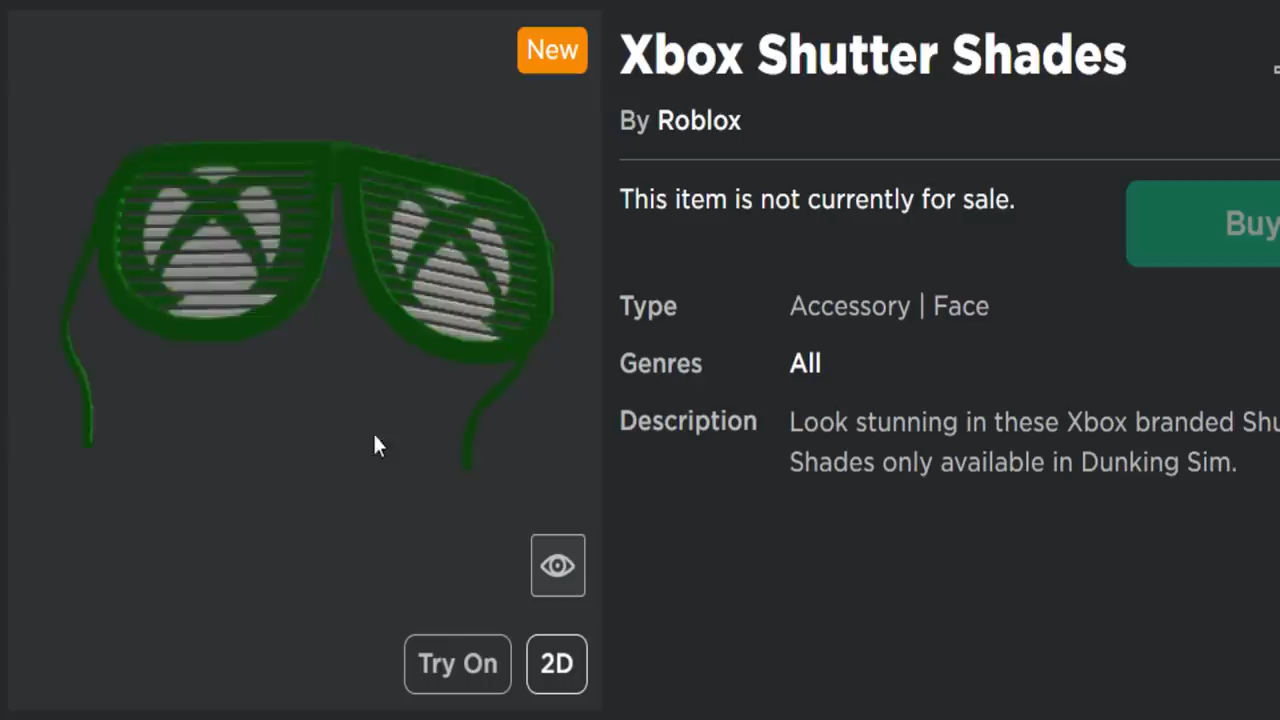 New
Xbox Shutter Shades
By Roblox
This item is not currently for sale.
Buy
Type Accessory | Face
Genres All
Description Look stunning in these Xbox branded
Shades only available in Dunking Sim.
Try On 2D